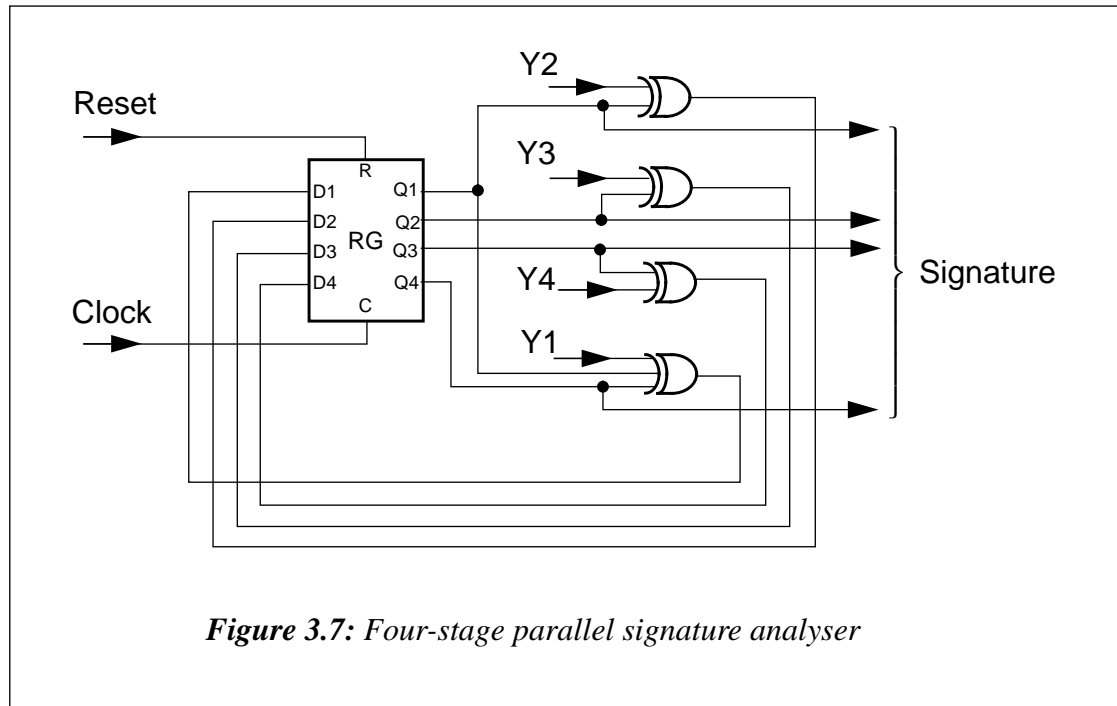 Y2
Reset
Y3
R
D1 Q1
D2 Q2
RG
D3 Q3
D4 Q4
C
Y4
Signature
Clock
Y1
Figure 3.7: Four-stage parallel signature analyser